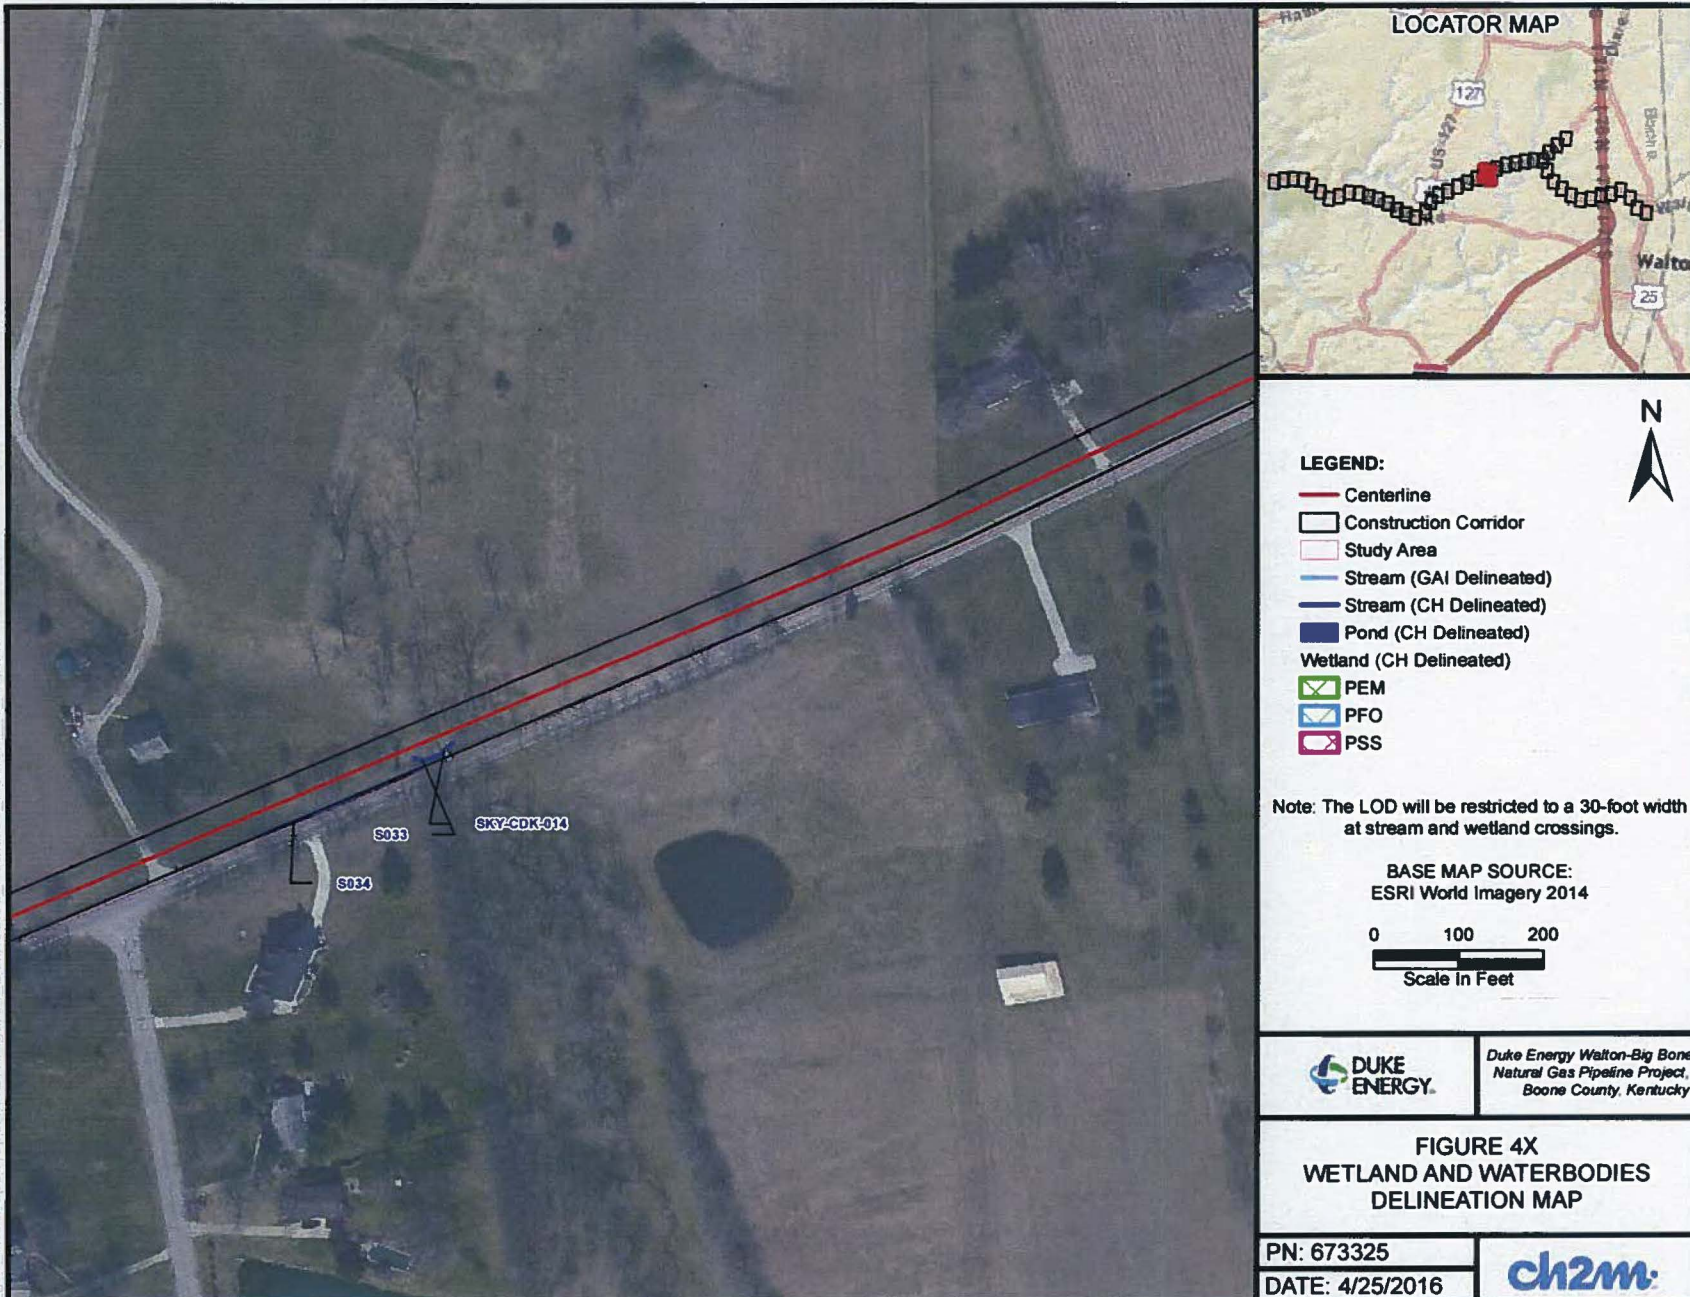 LOCATOR MAP
127
US-127
Walto
25
N
LEGEND:
Centerline
Construction Corridor
Study Area
Stream (GAI Delineated)
Stream (CH Delineated)
Pond (CH Delineated)
Wetland (CH Delineated)
PEM
PFO
PSS
Note: The LOD will be restricted to a 30-foot width
at stream and wetland crossings.
BASE MAP SOURCE:
ESRI World Imagery 2014
0 100 200
Scale In Feet
S033
SKY-CDK-014
S034
DUKE
ENERGY.
Duke Energy Walton-Big Bone
Natural Gas Pipeline Project,
Boone County, Kentucky
FIGURE 4X
WETLAND AND WATERBODIES
DELINEATION MAP
PN: 673325
DATE: 4/25/2016
ch2m: